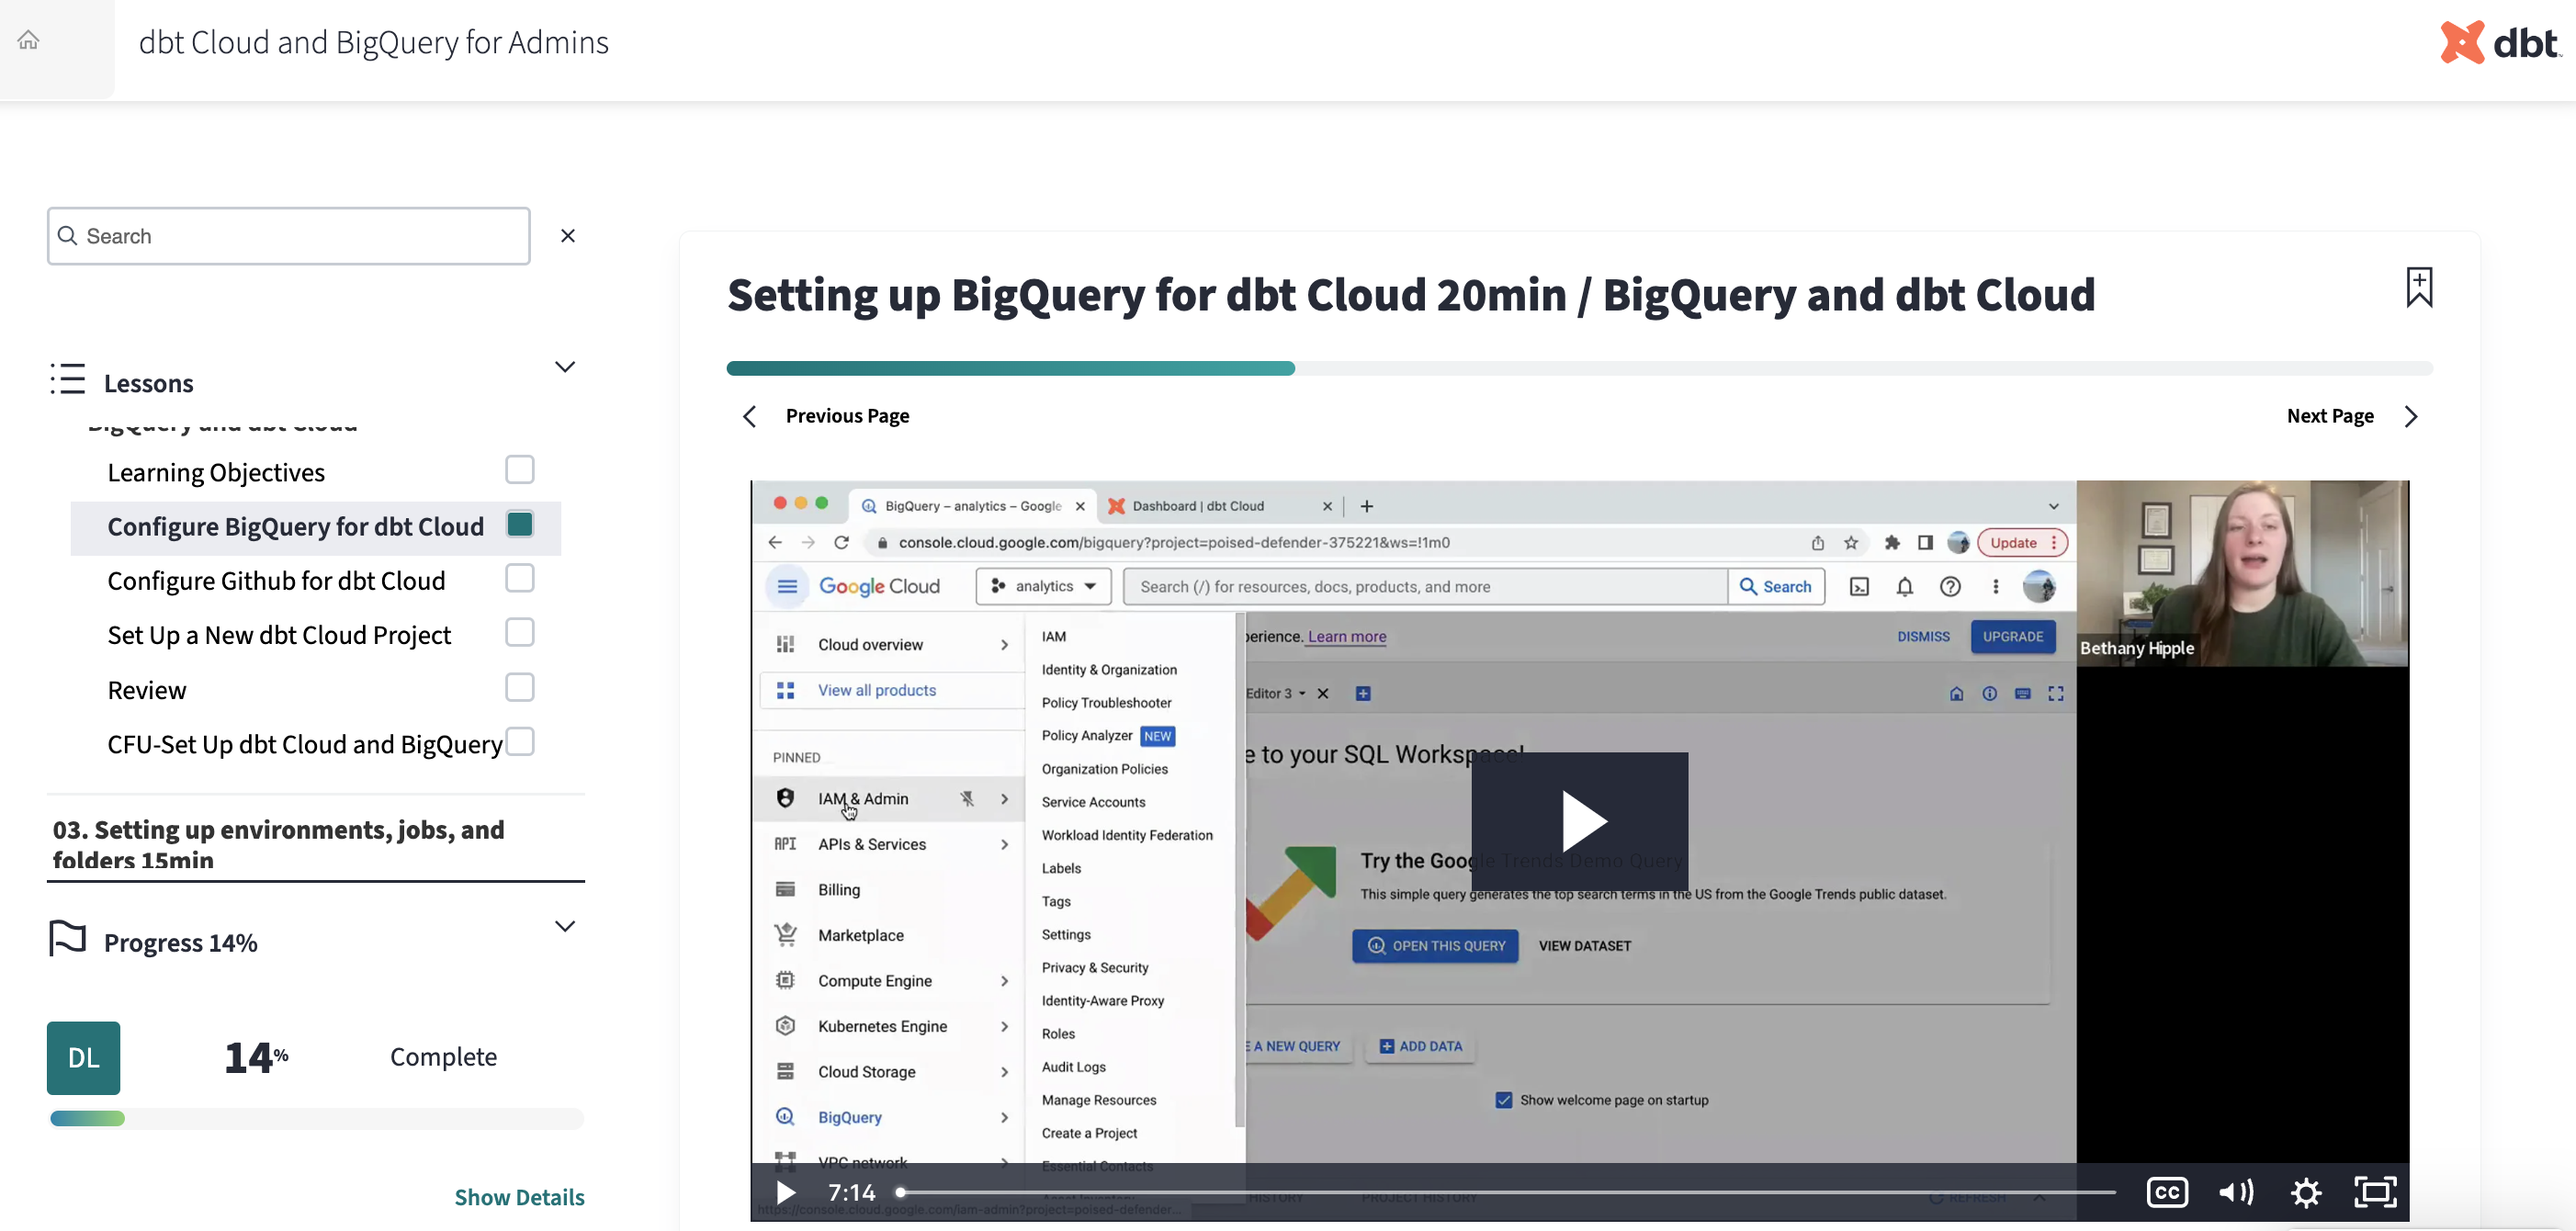 dbt Cloud and BigQuery for Admins
dbt
Search
Lessons
BigQuery and dbt Cloud
Learning Objectives
Configure BigQuery for dbt Cloud
Configure Github for dbt Cloud
Set Up a New dbt Cloud Project
Review
CFU-Set Up dbt Cloud and BigQuery
03. Setting up environments, jobs, and
folders 15min
Progress 14%
DL
14%
Complete
Show Details
Setting up BigQuery for dbt Cloud 20min / BigQuery and dbt Cloud
Previous Page
Next Page
BigQuery – analytics – Google
Dashboard | dbt Cloud
console.cloud.google.com/bigquery?project=poised-defender-375221&ws=!1m0
Update
Google Cloud
analytics
Search (/) for resources, docs, products, and more
Search
Cloud overview
View all products
PINNED
IAM & Admin
APIs & Services
Billing
Marketplace
Compute Engine
Kubernetes Engine
Cloud Storage
BigQuery
VPC network
IAM
Identity & Organization
Policy Troubleshooter
Policy Analyzer NEW
Organization Policies
Service Accounts
Workload Identity Federation
Labels
Tags
Settings
Privacy & Security
Identity-Aware Proxy
Roles
Audit Logs
Manage Resources
Create a Project
Essential Contacts
Asset Inventory
perience. Learn more
DISMISS
UPGRADE
Editor 3
e to your SQL Workspace!
Try the Google Trends Demo Query
This simple query generates the top search terms in the US from the Google Trends public dataset.
OPEN THIS QUERY
VIEW DATASET
E A NEW QUERY
ADD DATA
Show welcome page on startup
HISTORY
PROJECT HISTORY
REFRESH
Bethany Hipple
7:14
CC
https://console.cloud.google.com/iam-admin?project=poised-defender...